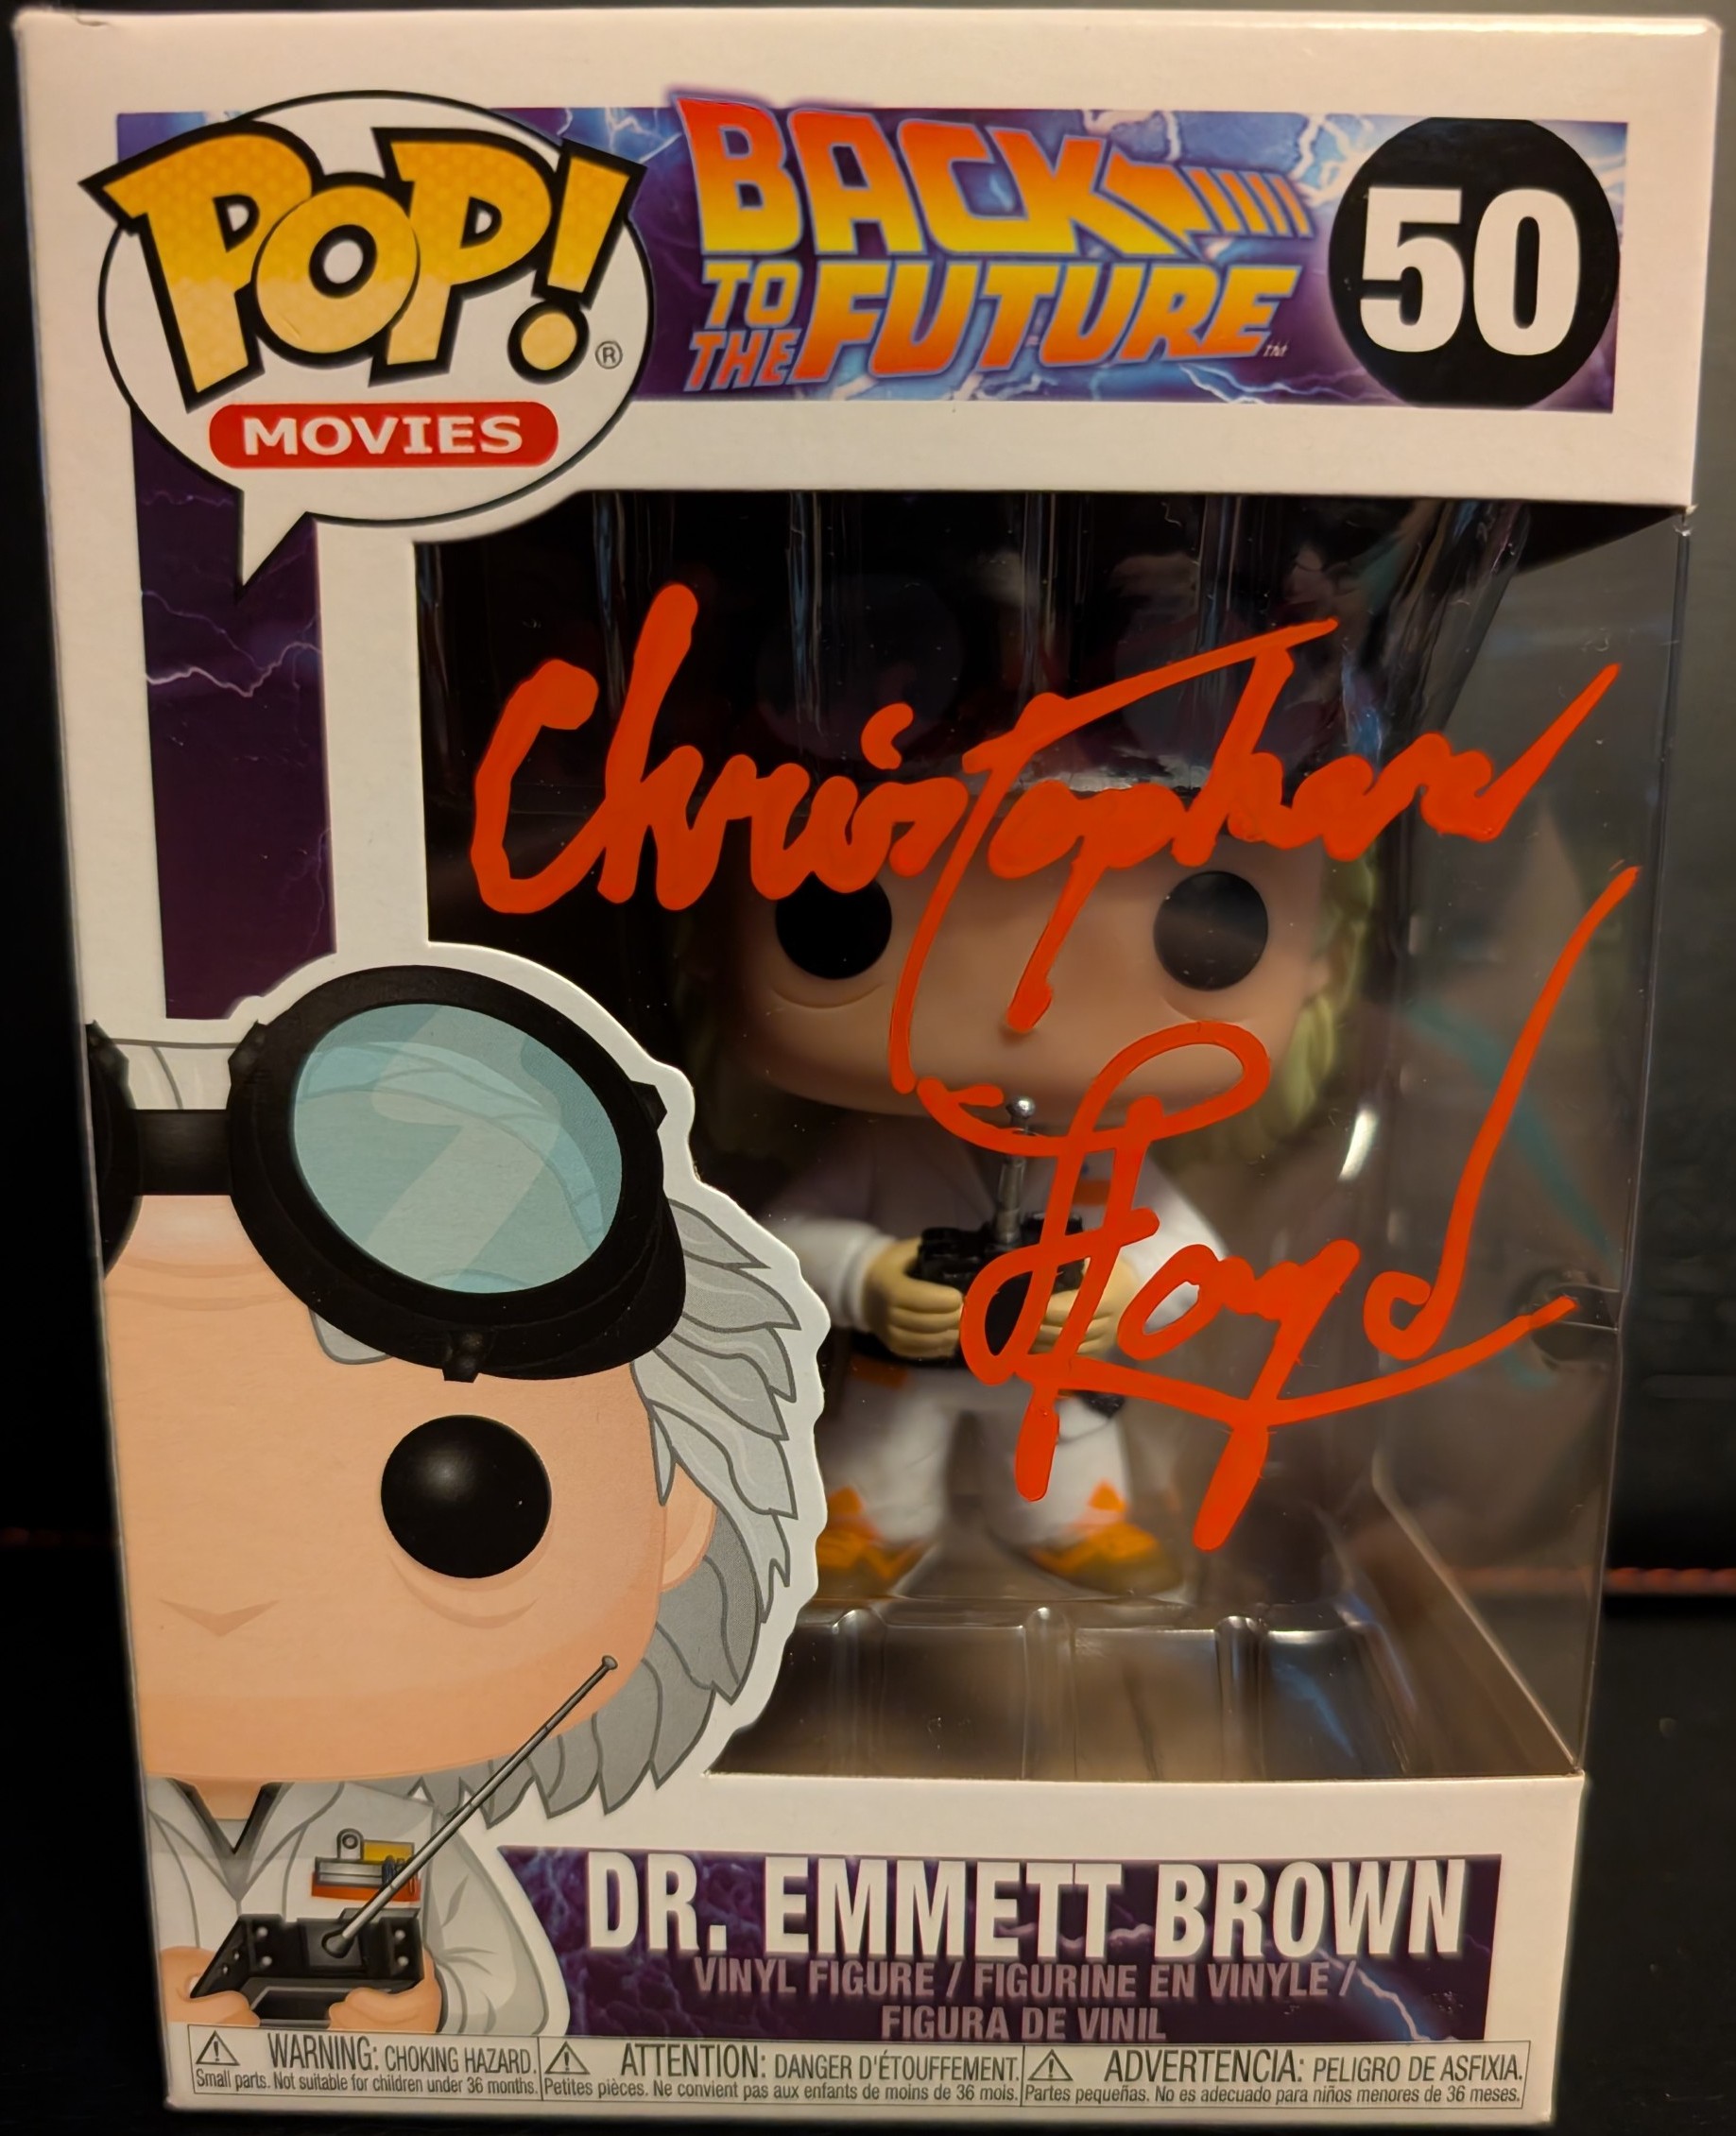 POP!®
MOVIES
BACK
TO THE FUTURE™
50
Christopher
Lloyd
DR. EMMETT BROWN
VINYL FIGURE / FIGURINE EN VINYLE /
FIGURA DE VINIL
WARNING: CHOKING HAZARD.
Small parts. Not suitable for children under 36 months.
ATTENTION: DANGER D'ÉTOUFFEMENT.
Petites pièces. Ne convient pas aux enfants de moins de 36 mois.
ADVERTENCIA: PELIGRO DE ASFIXIA.
Partes pequeñas. No es adecuado para niños menores de 36 meses.